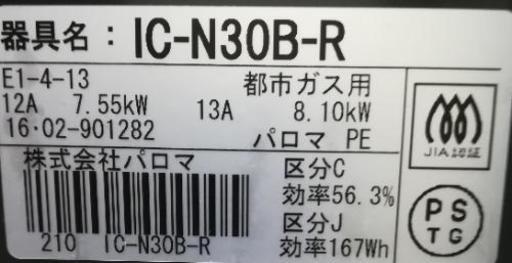 器具名：IC-N30B-R
E1-4-13 都市ガス用
12A 7.55kW 13A 8.10kW
16・02-901282 パロマ PE
株式会社パロマ
区分C
効率56.3%
区分J
効率167Wh
210 IC-N30B-R
JIA認証
PS
TG